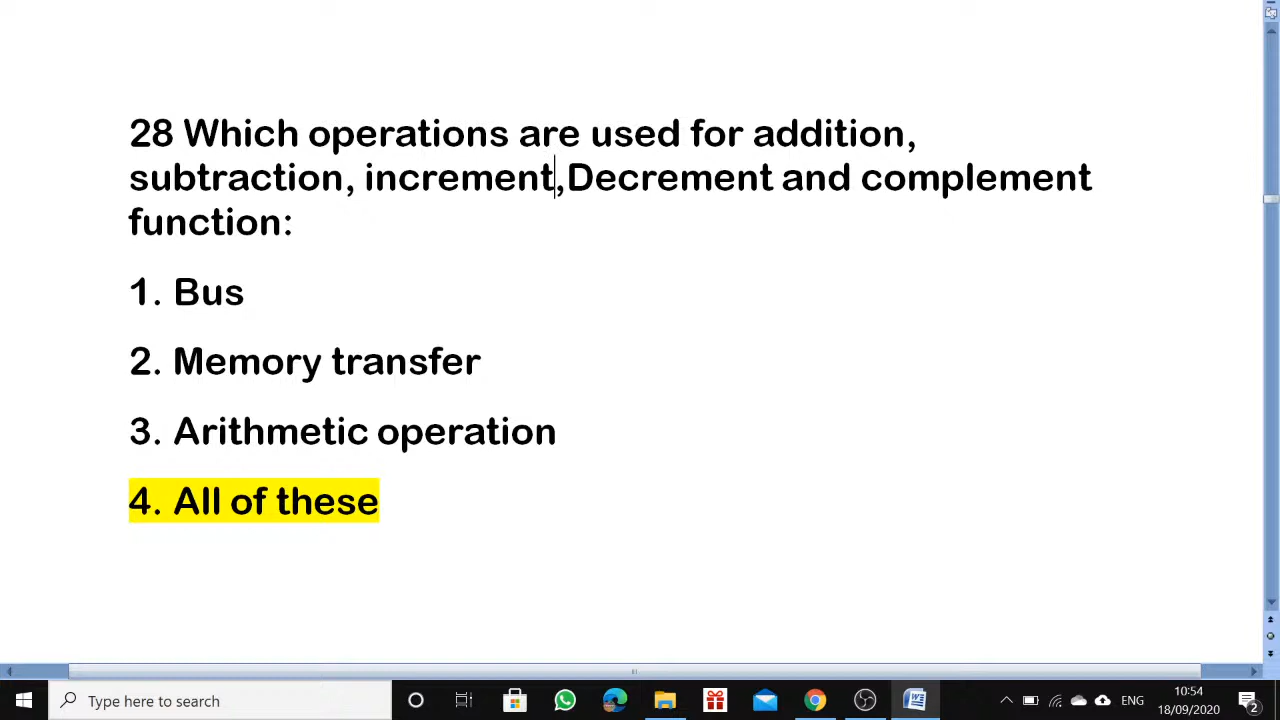 28 Which operations are used for addition,
subtraction, increment,Decrement and complement
function:
1. Bus
2. Memory transfer
3. Arithmetic operation
4. All of these
Type here to search
ENG
10:54
18/09/2020
2